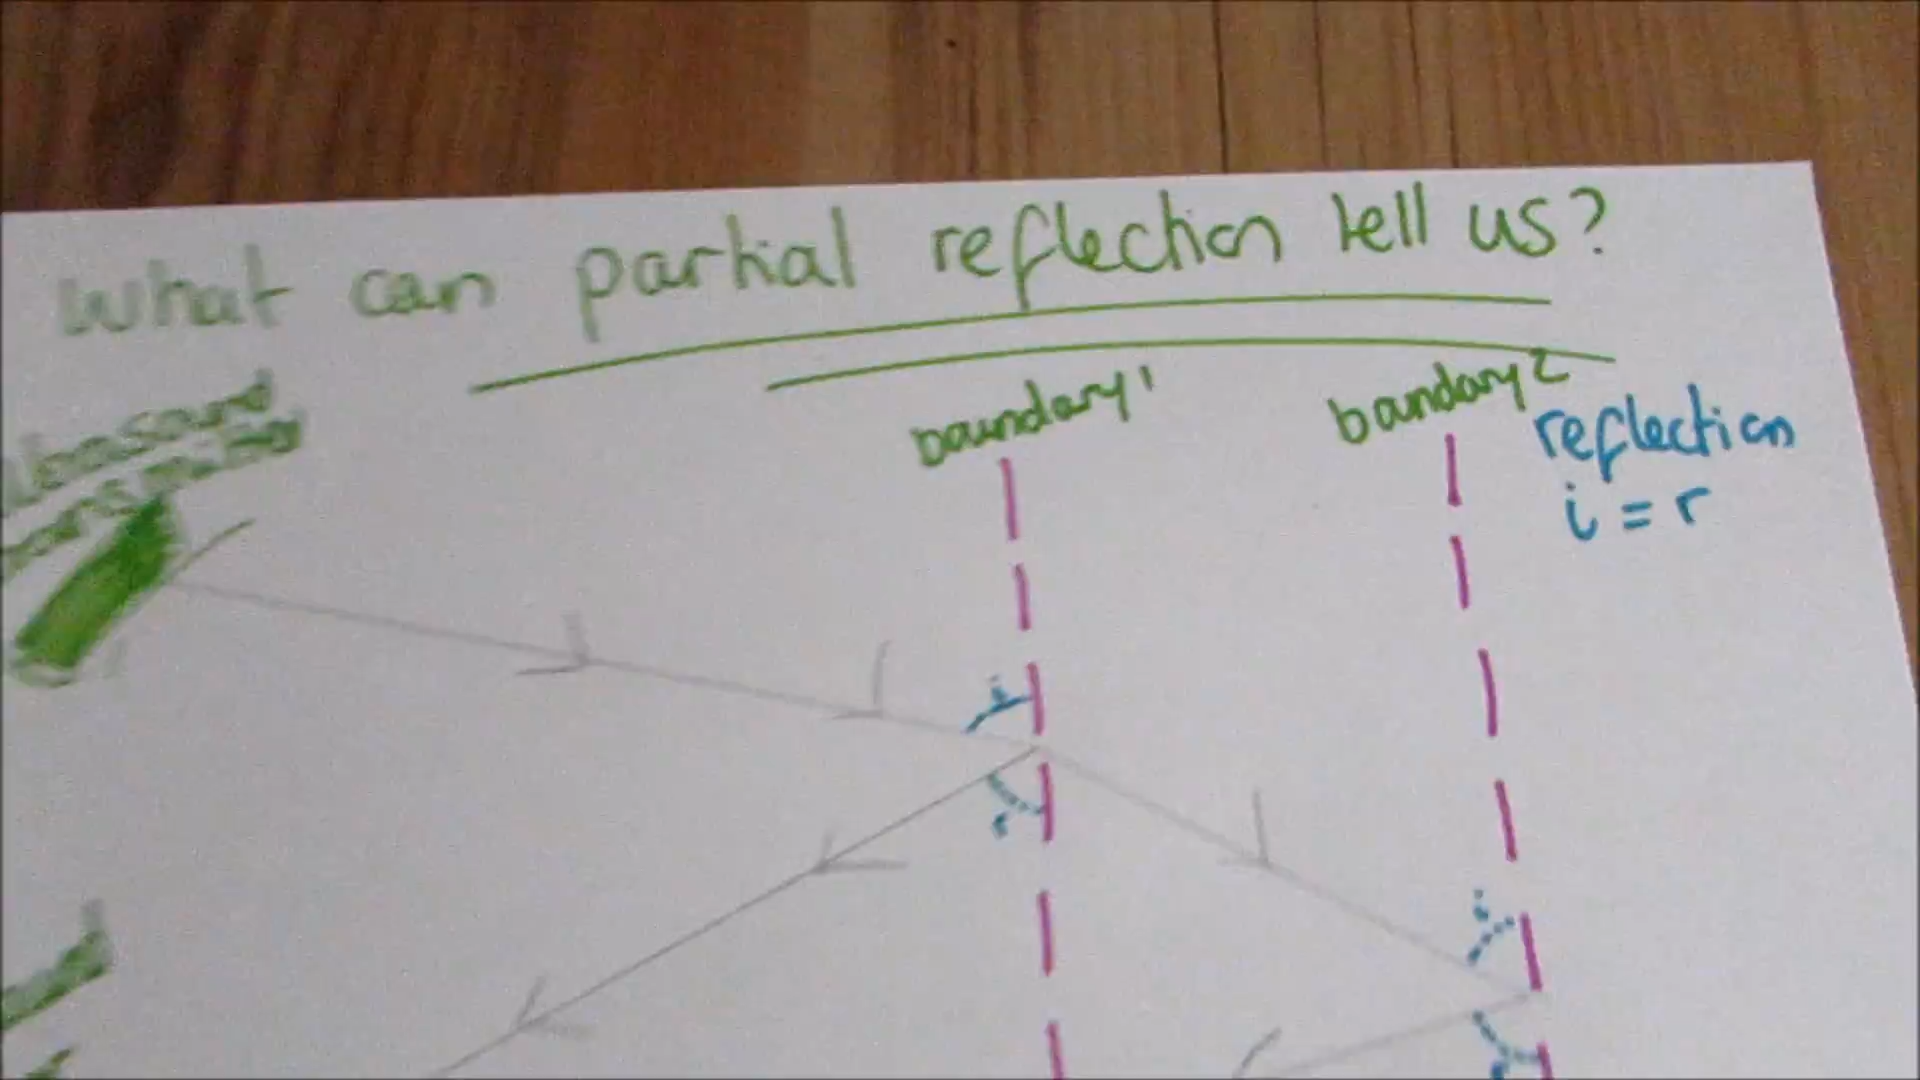 What can partial reflection tell us?
boundary 1
boundary 2
reflection
i = r
i
r
i